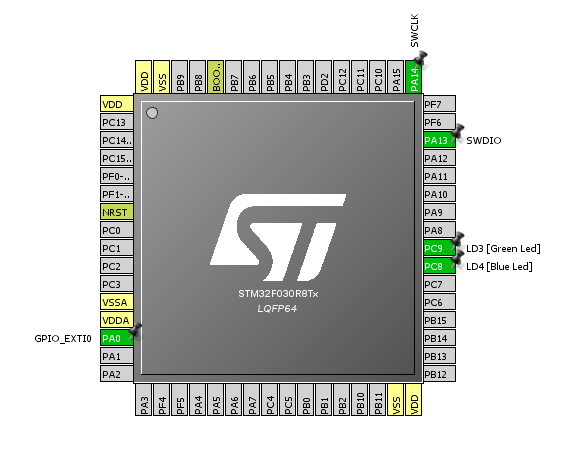 SWCLK
VDD
VSS
PB9
PB8
BOO..
PB7
PB6
PB5
PB4
PB3
PD2
PC12
PC11
PC10
PA15
PA14
VDD
PC13
PC14..
PC15..
PF0-..
PF1-..
NRST
PC0
PC1
PC2
PC3
VSSA
VDDA
GPIO_EXTI0 PA0
PA1
PA2
ST
STM32F030R8Tx
LQFP64
PF7
PF6
PA13 SWDIO
PA12
PA11
PA10
PA9
PA8
PC9 LD3 [Green Led]
PC8 LD4 [Blue Led]
PC7
PC6
PB15
PB14
PB13
PB12
PA3
PF4
PF5
PA4
PA5
PA6
PA7
PC4
PC5
PB0
PB1
PB2
PB10
PB11
VSS
VDD